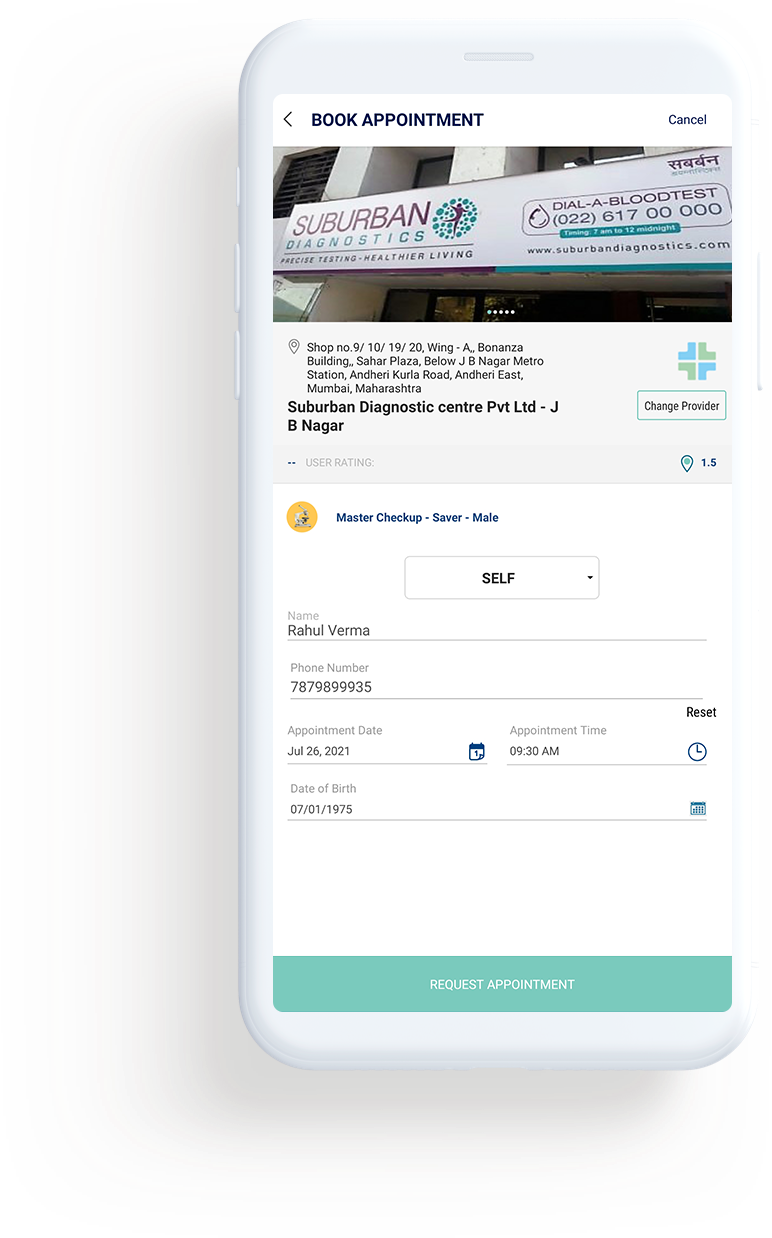 BOOK APPOINTMENT
Cancel
सबर्बन
डायग्नोस्टिक्स
SUBURBAN
DIAGNOSTICS
PRECISE TESTING - HEALTHIER LIVING
DIAL-A-BLOODTEST
(022) 617 00 000
Timing: 7 am to 12 midnight
www.suburbandiagnostics.com
Shop no.9/ 10/ 19/ 20, Wing - A,, Bonanza
Building,, Sahar Plaza, Below J B Nagar Metro
Station, Andheri Kurla Road, Andheri East,
Mumbai, Maharashtra
Suburban Diagnostic centre Pvt Ltd - J
B Nagar
Change Provider
-- USER RATING:
1.5
Master Checkup - Saver - Male
SELF
Name
Rahul Verma
Phone Number
7879899935
Reset
Appointment Date
Appointment Time
Jul 26, 2021
09:30 AM
Date of Birth
07/01/1975
REQUEST APPOINTMENT